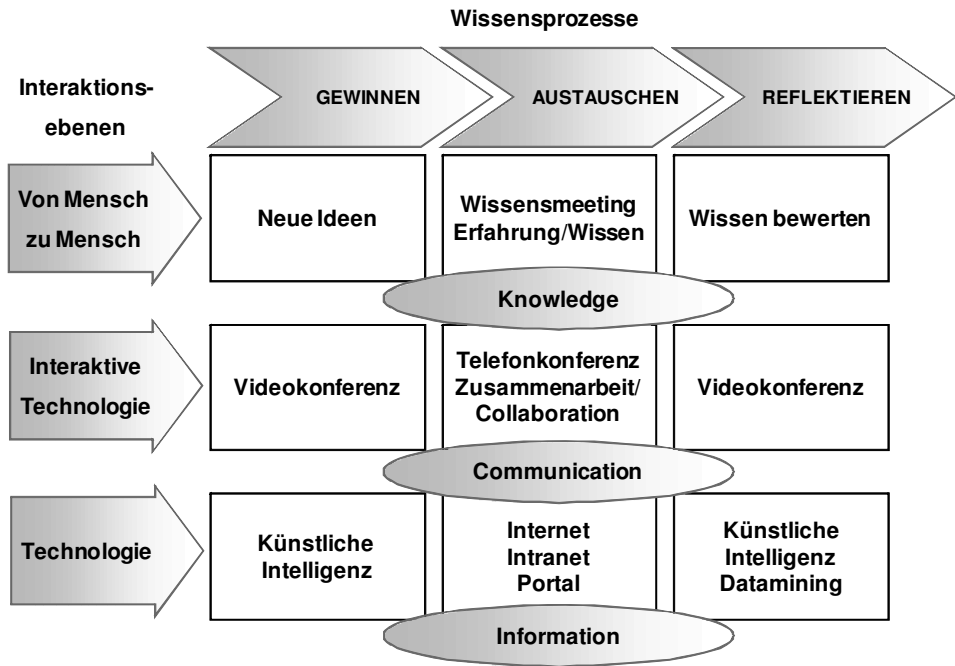 Wissensprozesse
Interaktions-
ebenen
GEWINNEN
AUSTAUSCHEN
REFLEKTIEREN
Von Mensch
zu Mensch
Neue Ideen
Wissensmeeting
Erfahrung/Wissen
Wissen bewerten
Knowledge
Interaktive
Technologie
Videokonferenz
Telefonkonferenz
Zusammenarbeit/
Collaboration
Videokonferenz
Communication
Technologie
Künstliche
Intelligenz
Internet
Intranet
Portal
Künstliche
Intelligenz
Datamining
Information